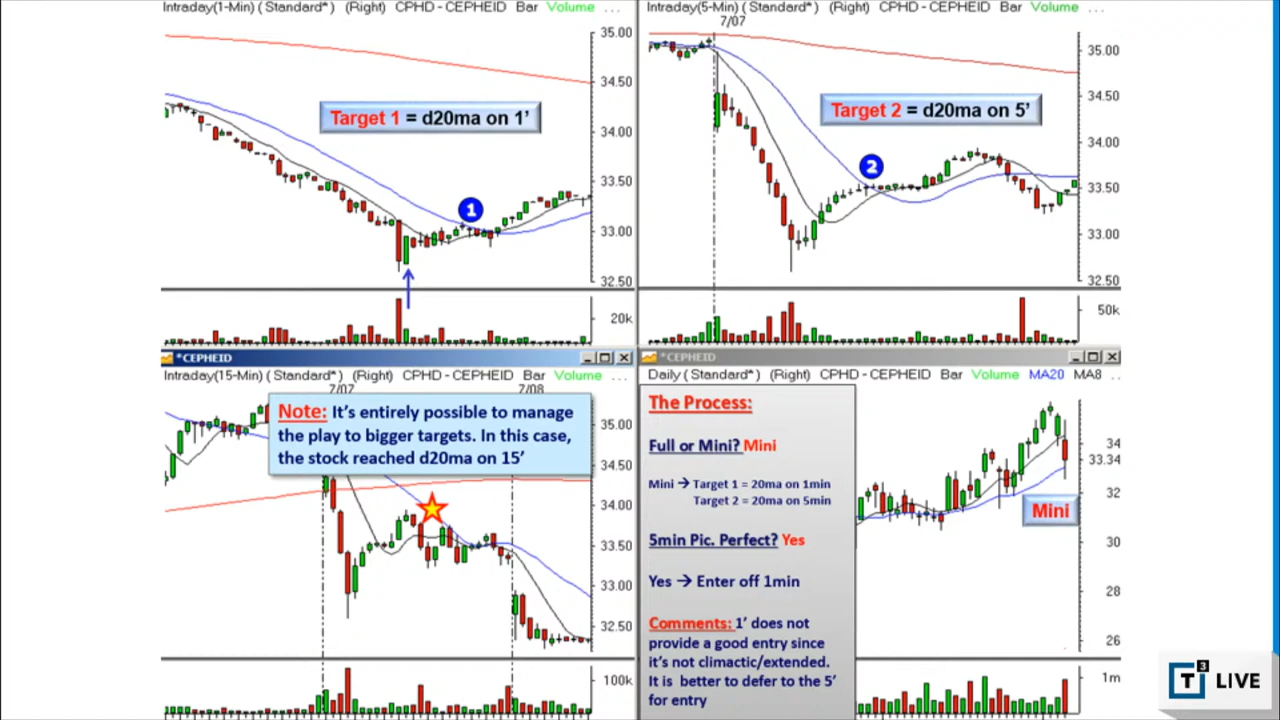 Intraday(1-Min) ( Standard* ) (Right) CPHD - CEPHEID Bar Volume ...
35.00
34.50
34.00
33.50
33.00
32.50
20k
Target 1 = d20ma on 1’
1
Intraday(5-Min) ( Standard* ) (Right) CPHD - CEPHEID Bar Volume ...
7/07
35.00
34.50
34.00
33.50
33.00
32.50
50k
Target 2 = d20ma on 5’
2
*CEPHEID
Intraday(15-Min) ( Standard* ) (Right) CPHD - CEPHEID Bar Volume ...
7/07 7/08
Note: It’s entirely possible to manage
the play to bigger targets. In this case,
the stock reached d20ma on 15’
35.00
34.50
34.00
33.50
33.00
32.50
100k
*CEPHEID
Daily ( Standard* ) (Right) CPHD - CEPHEID Bar Volume MA20 MA8 ..
The Process:
Full or Mini? Mini
Mini → Target 1 = 20ma on 1min
Target 2 = 20ma on 5min
5min Pic. Perfect? Yes
Yes → Enter off 1min
Comments: 1’ does not
provide a good entry since
it’s not climactic/extended.
It is better to defer to the 5’
for entry
34
33.34
32
30
28
26
1m
Mini
T3 LIVE